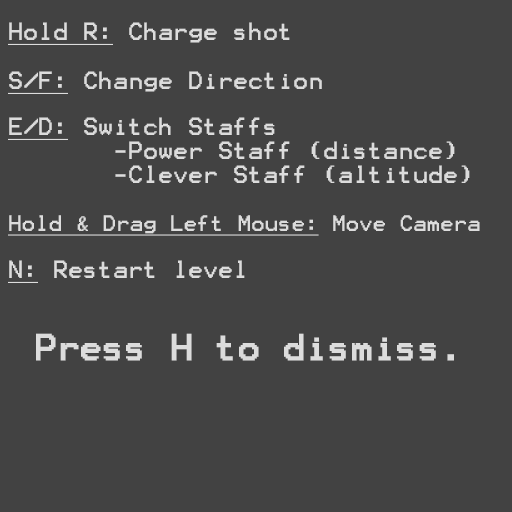 Hold R: Charge shot
S/F: Change Direction
E/D: Switch Staffs
-Power Staff (distance)
-Clever Staff (altitude)
Hold & Drag Left Mouse: Move Camera
N: Restart level
Press H to dismiss.